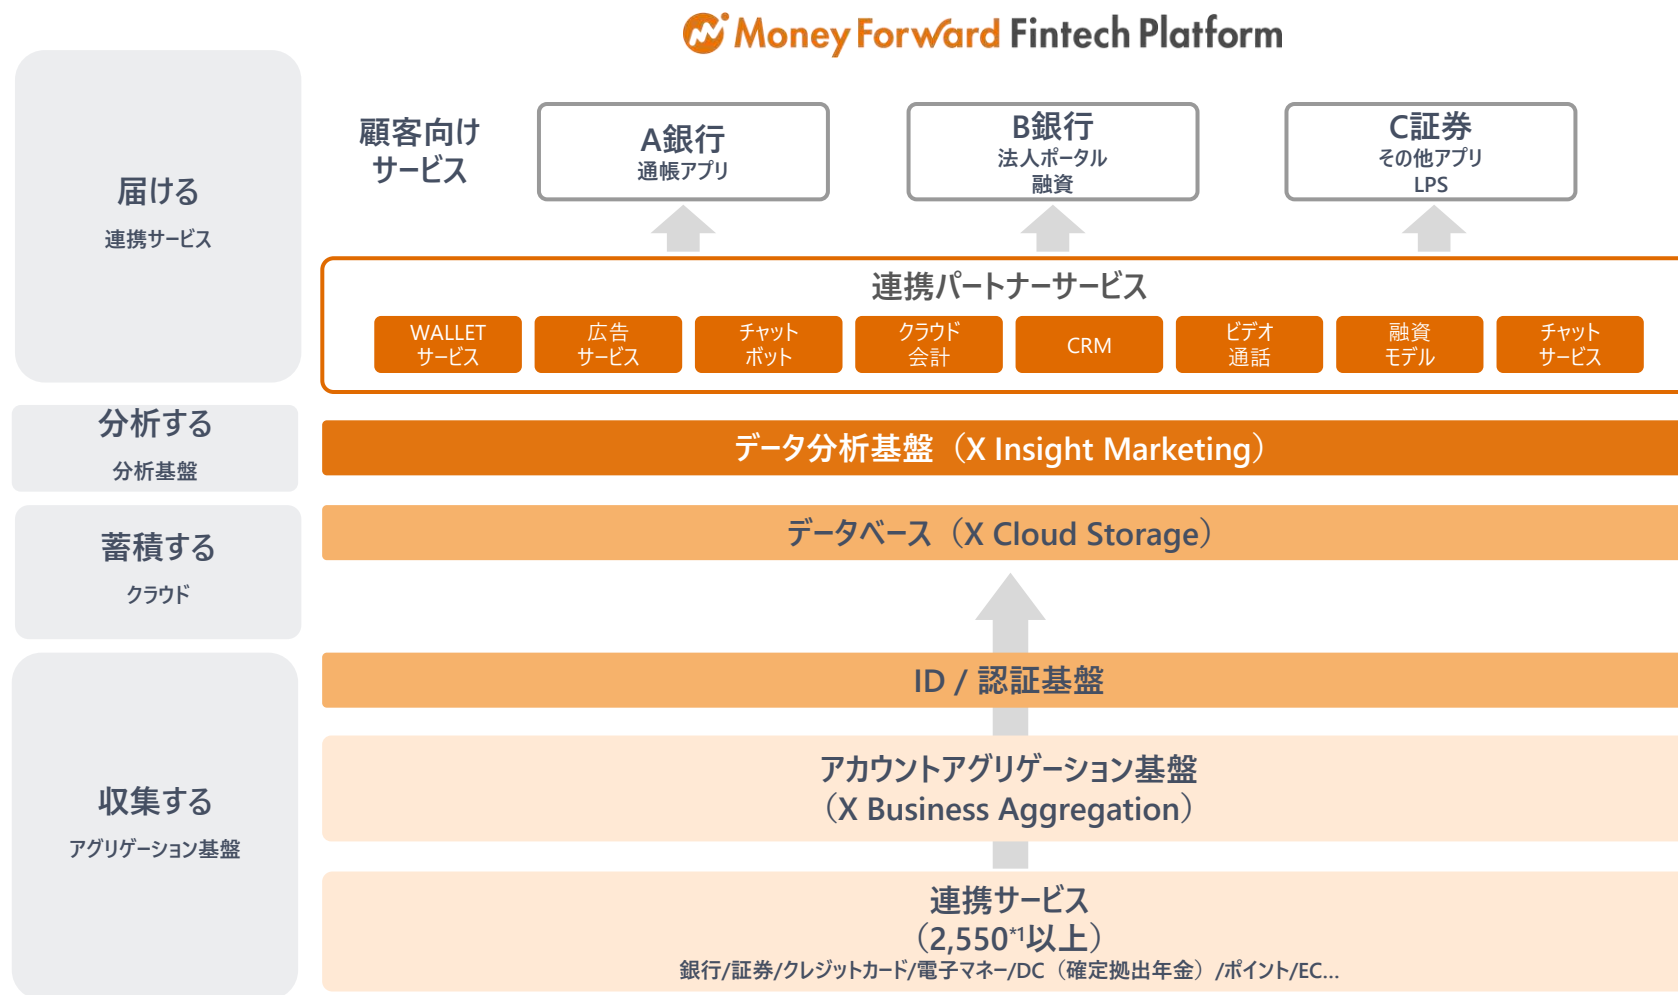 Money Forward Fintech Platform
届ける
連携サービス
顧客向け
サービス
A銀行
通帳アプリ
B銀行
法人ポータル
融資
C証券
その他アプリ
LPS
連携パートナーサービス
WALLET
サービス
広告
サービス
チャット
ボット
クラウド
会計
CRM
ビデオ
通話
融資
モデル
チャット
サービス
分析する
分析基盤
データ分析基盤（X Insight Marketing）
蓄積する
クラウド
データベース（X Cloud Storage）
収集する
アグリゲーション基盤
ID / 認証基盤
アカウントアグリゲーション基盤
（X Business Aggregation）
連携サービス
（2,550*1以上）
銀行/証券/クレジットカード/電子マネー/DC（確定拠出年金）/ポイント/EC...